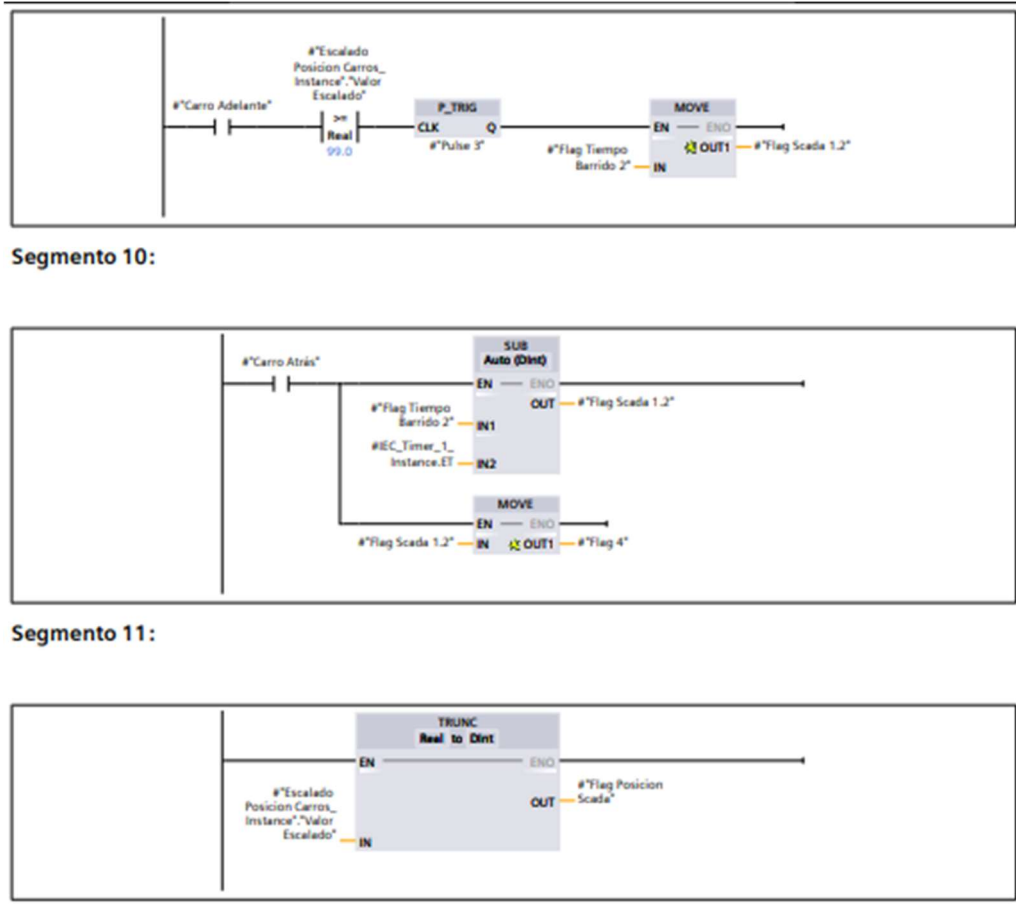 #"Escalado
Posicion Carros_
Instance"."Valor
Escalado"
#"Carro Adelante"
>=
Real
99.0
P_TRIG
CLK Q
#"Pulse 3"
MOVE
EN ENO
#"Flag Tiempo
Barrido 2"
IN
OUT1
#"Flag Scada 1.2"
Segmento 10:
#"Carro Atrás"
SUB
Auto (DInt)
EN ENO
OUT
#"Flag Scada 1.2"
#"Flag Tiempo
Barrido 2"
IN1
#IEC_Timer_1_
Instance.ET
IN2
MOVE
EN ENO
#"Flag Scada 1.2"
IN
OUT1
#"Flag 4"
Segmento 11:
TRUNC
Real to DInt
EN ENO
#"Escalado
Posicion Carros_
Instance"."Valor
Escalado"
IN
OUT
#"Flag Posicion
Scada"